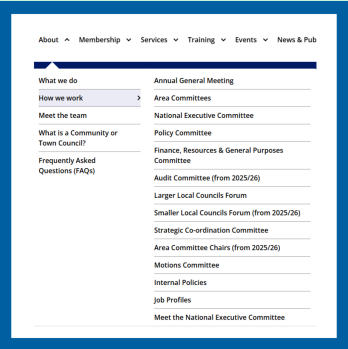 About Membership Services Training Events News & Pub
What we do
How we work
Meet the team
What is a Community or
Town Council?
Frequently Asked
Questions (FAQs)
Annual General Meeting
Area Committees
National Executive Committee
Policy Committee
Finance, Resources & General Purposes
Committee
Audit Committee (from 2025/26)
Larger Local Councils Forum
Smaller Local Councils Forum (from 2025/26)
Strategic Co-ordination Committee
Area Committee Chairs (from 2025/26)
Motions Committee
Internal Policies
Job Profiles
Meet the National Executive Committee